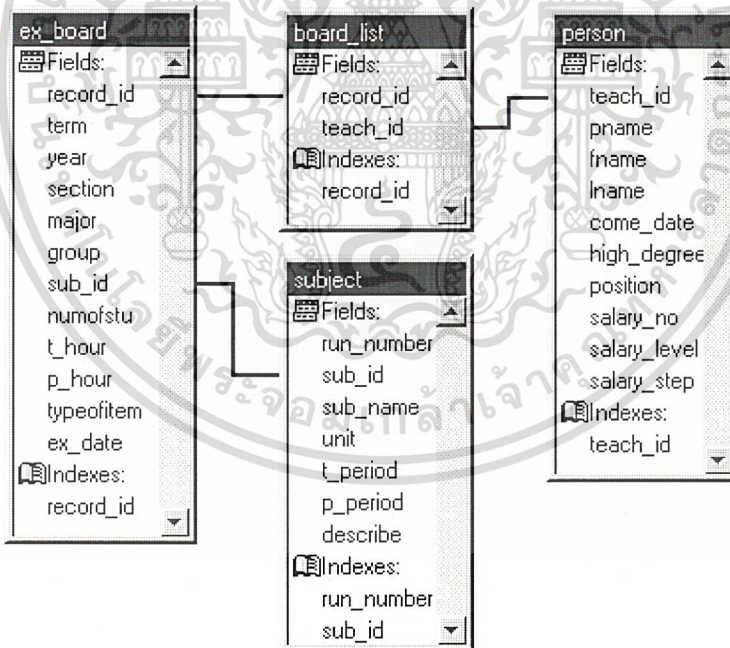 ex_board
Fields:
record_id
term
year
section
major
group
sub_id
numofstu
t_hour
p_hour
typeofitem
ex_date
Indexes:
record_id
board_list
Fields:
record_id
teach_id
Indexes:
record_id
subject
Fields:
run_number
sub_id
sub_name
unit
t_period
p_period
describe
Indexes:
run_number
sub_id
person
Fields:
teach_id
pname
fname
lname
come_date
high_degree
position
salary_no
salary_level
salary_step
Indexes:
teach_id